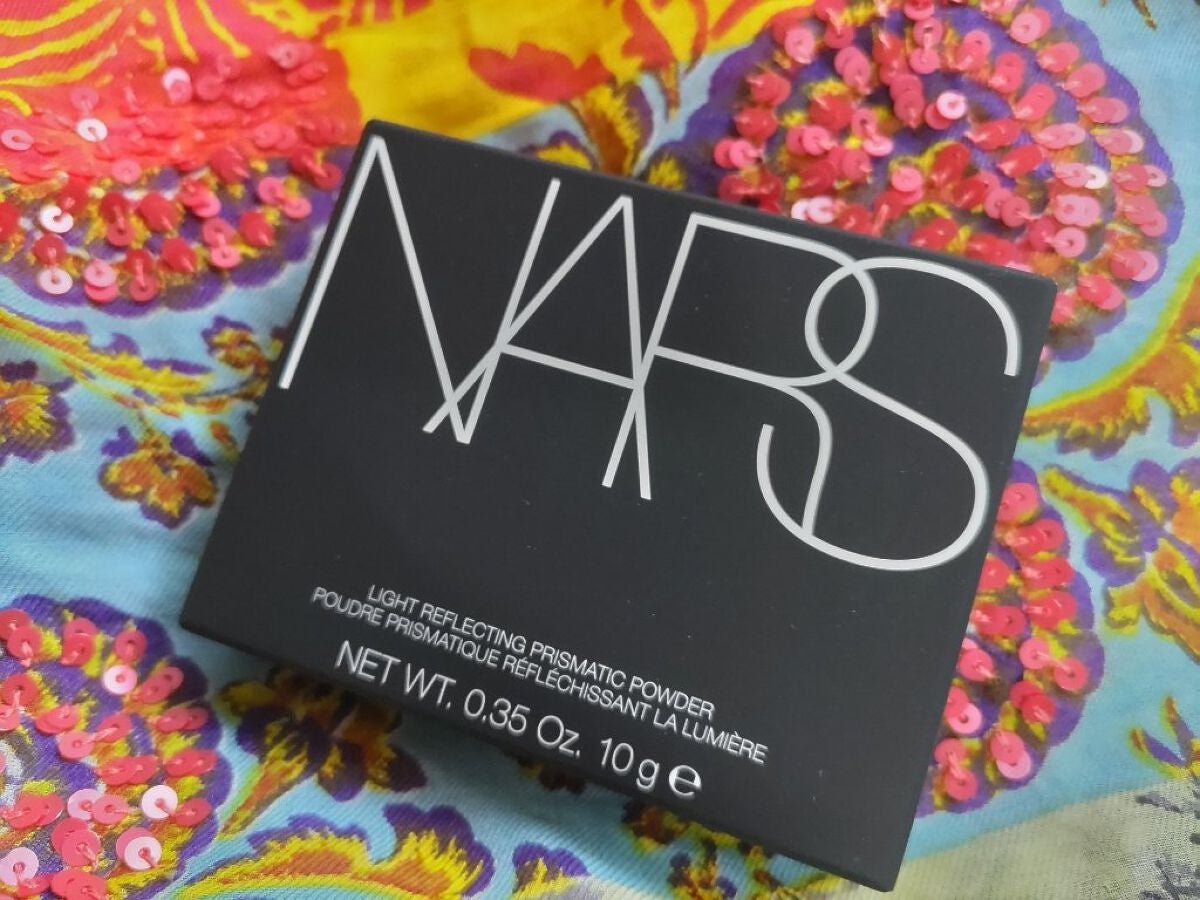 NARS
LIGHT REFLECTING PRISMATIC POWDER
POUDRE PRISMATIQUE RÉFLÉCHISSANT LA LUMIÈRE
NET WT. 0.35 Oz. 10 g ℮